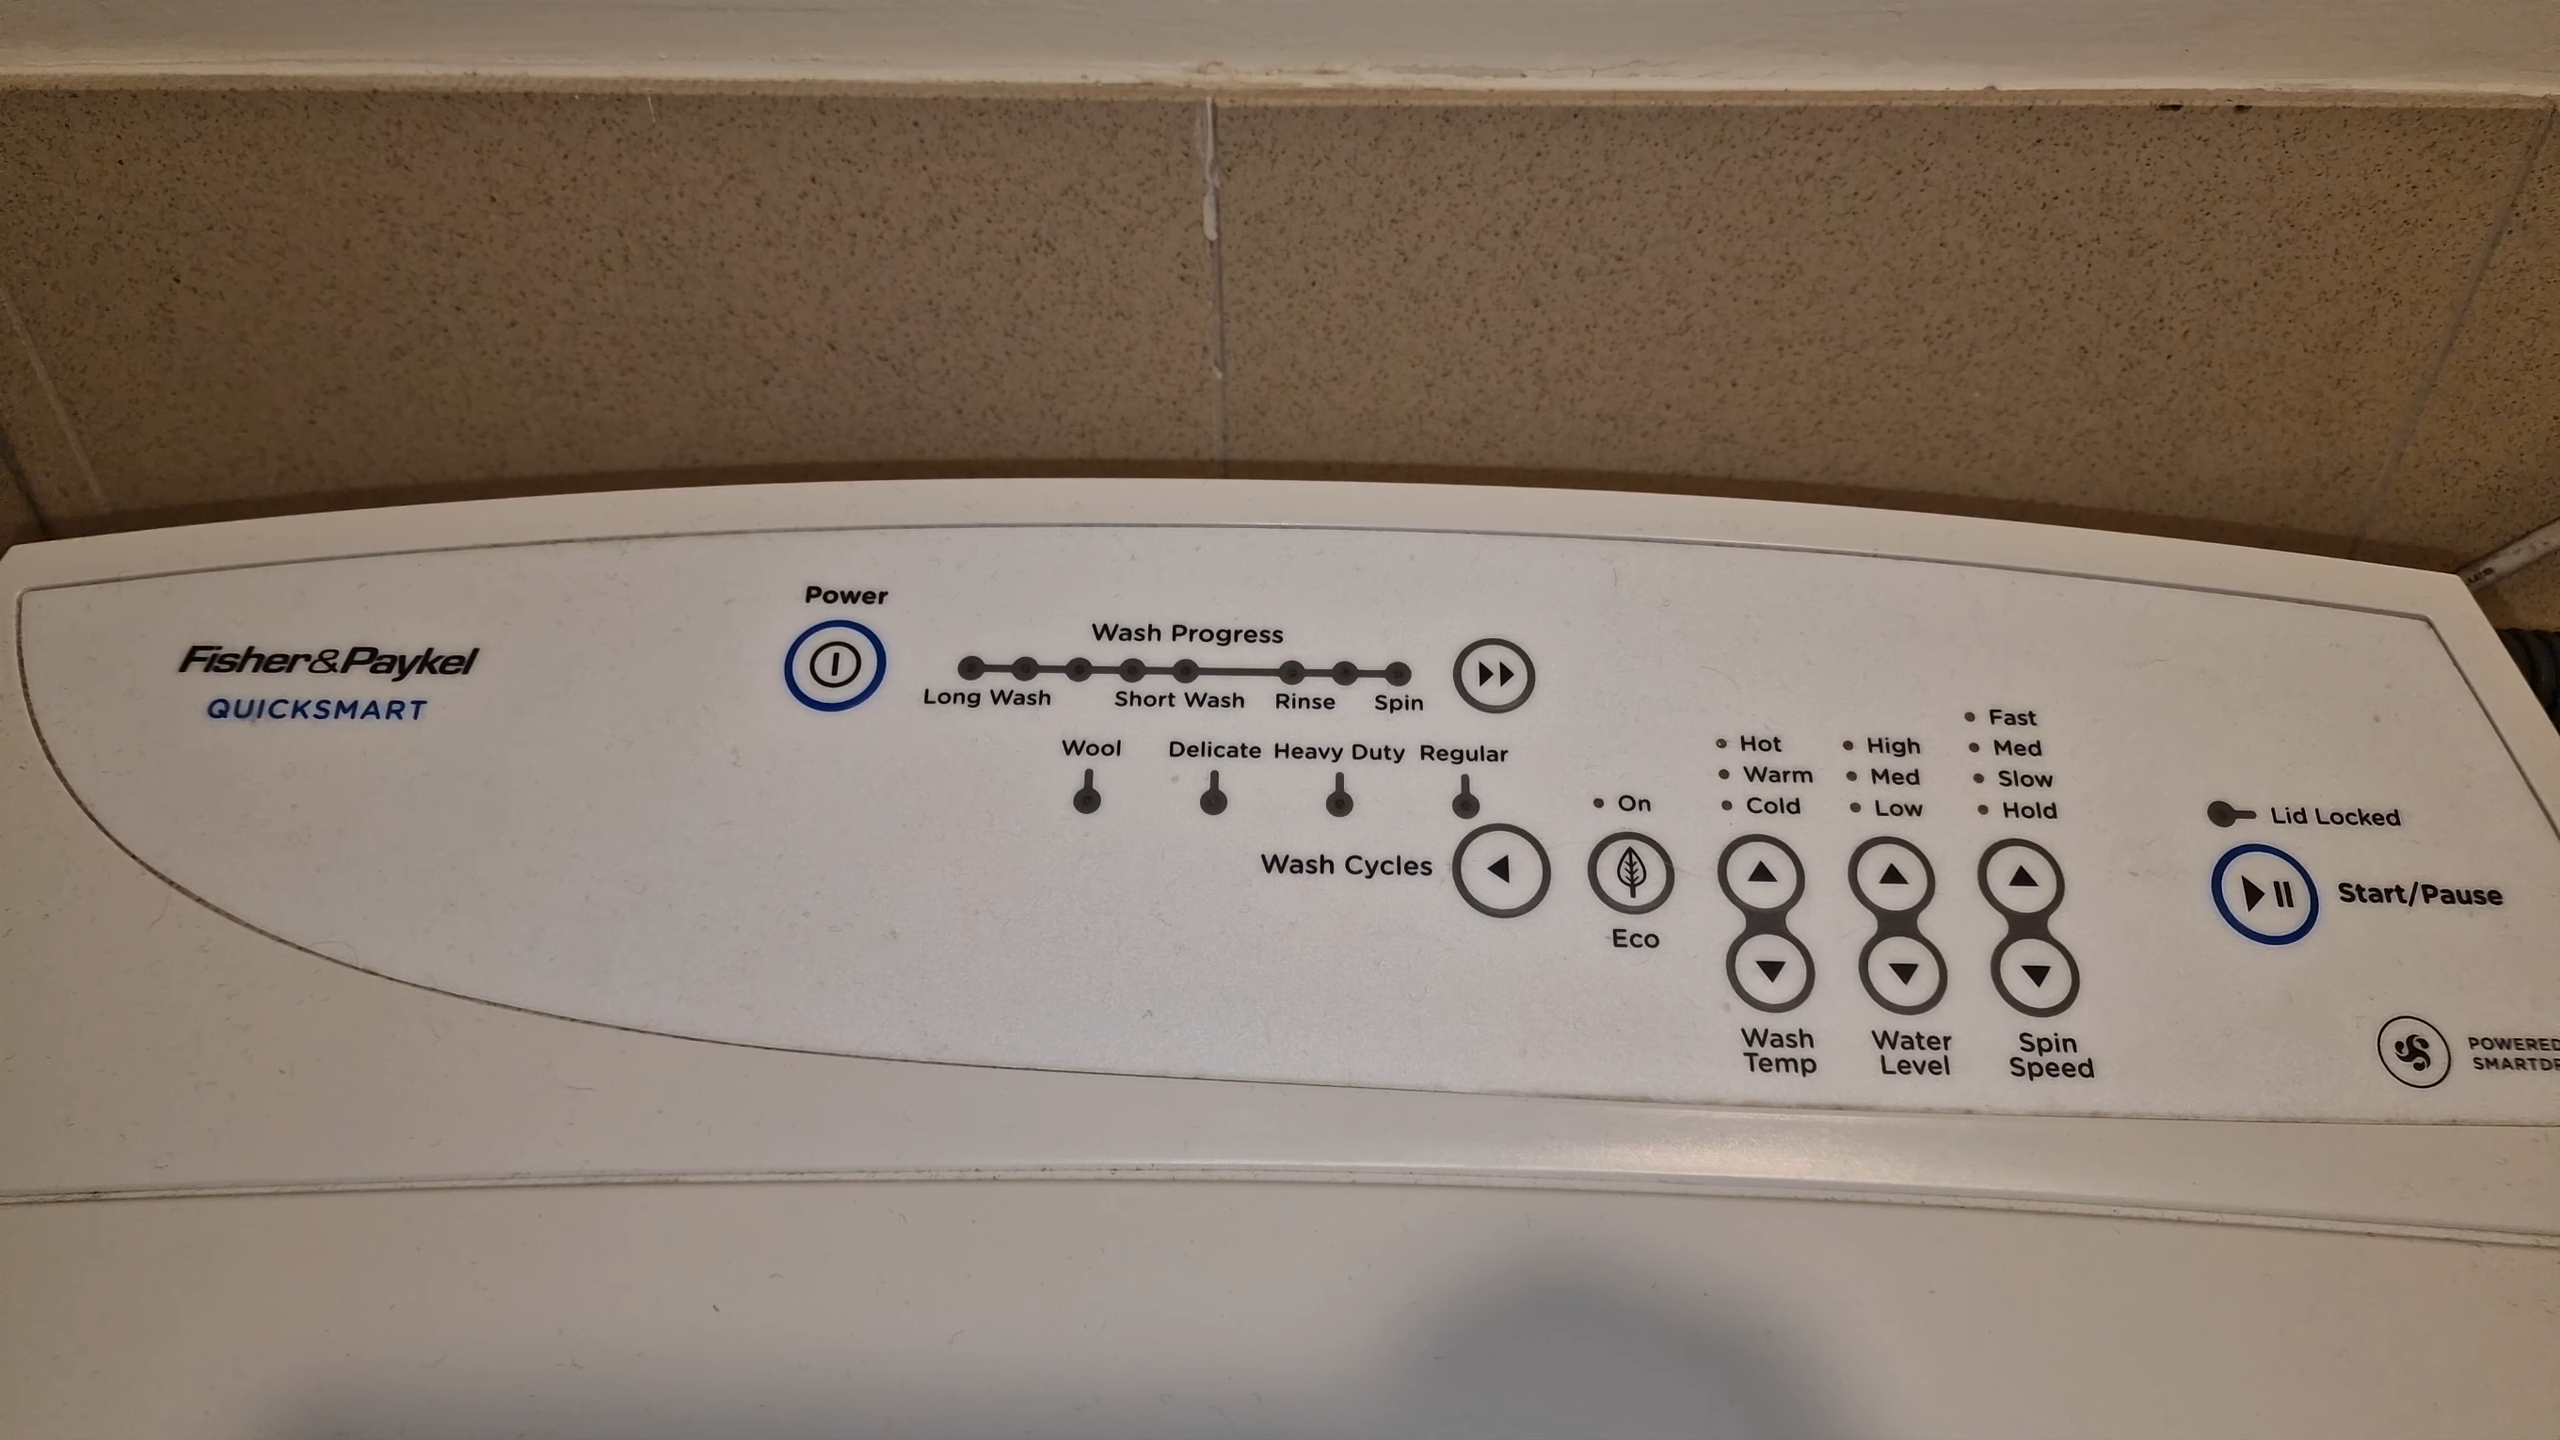 Fisher&Paykel
QUICKSMART
Power
Wash Progress
Long Wash Short Wash Rinse Spin
Wool Delicate Heavy Duty Regular
Wash Cycles
On
Eco
Hot
Warm
Cold
Wash
Temp
High
Med
Low
Water
Level
Fast
Med
Slow
Hold
Spin
Speed
Lid Locked
Start/Pause
POWERED